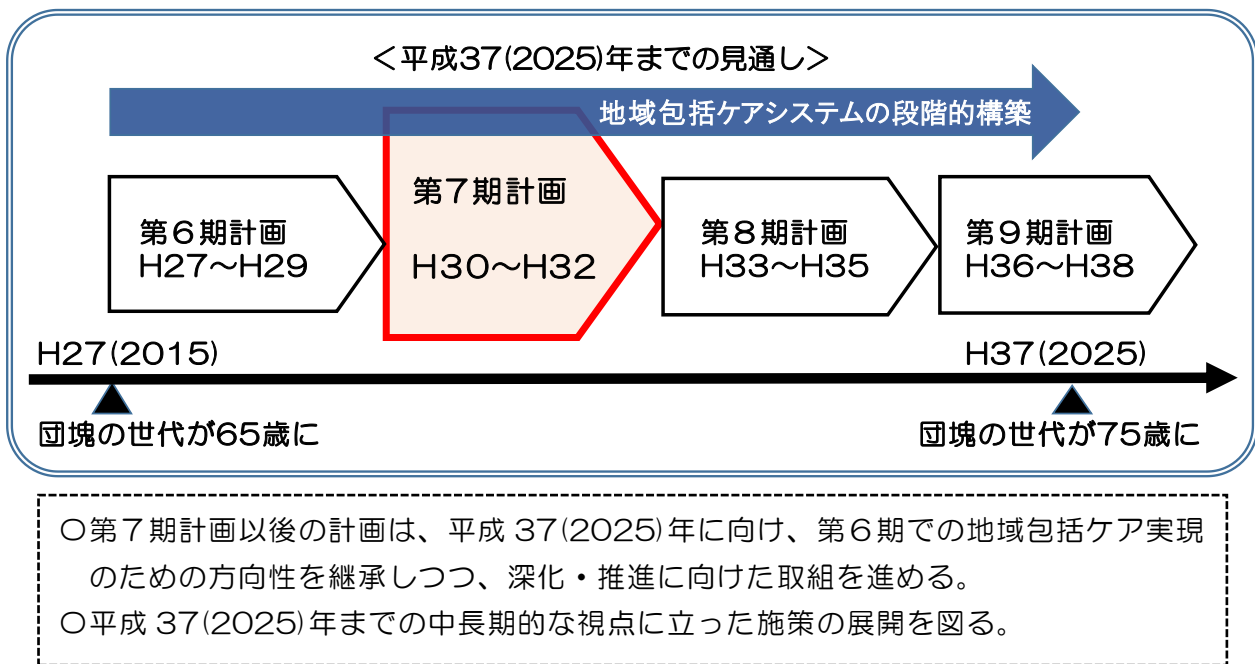 ＜平成37(2025)年までの見通し＞
地域包括ケアシステムの段階的構築
第６期計画
H27～H29
第７期計画
H30～H32
第８期計画
H33～H35
第９期計画
H36～H38
H27(2015)
H37(2025)
団塊の世代が65歳に
団塊の世代が75歳に
○第７期計画以後の計画は、平成 37(2025)年に向け、第６期での地域包括ケア実現
のための方向性を継承しつつ、深化・推進に向けた取組を進める。
○平成 37(2025)年までの中長期的な視点に立った施策の展開を図る。